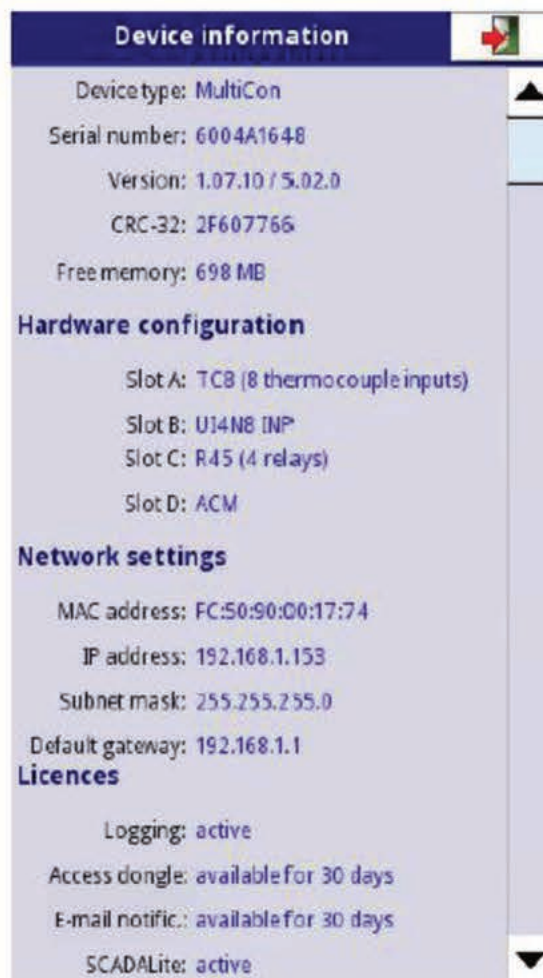 Device information
Device type: MultiCon
Serial number: 6004A1648
Version: 1.07.10 / 5.02.0
CRC-32: 2F607766
Free memory: 698 MB
Hardware configuration
Slot A: TC8 (8 thermocouple inputs)
Slot B: UI4N8 INP
Slot C: R45 (4 relays)
Slot D: ACM
Network settings
MAC address: FC:50:90:00:17:74
IP address: 192.168.1.153
Subnet mask: 255.255.255.0
Default gateway: 192.168.1.1
Licences
Logging: active
Access dongle: available for 30 days
E-mail notific.: available for 30 days
SCADALite: active